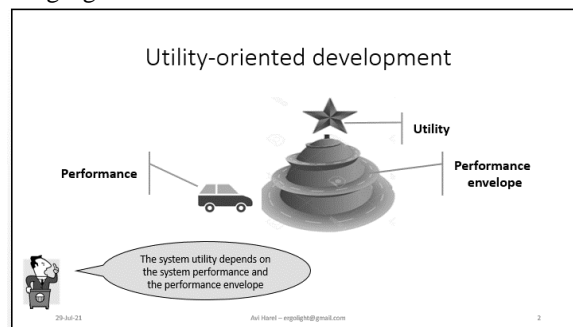 Utility-oriented development
Utility
Performance
Performance
envelope
The system utility depends on
the system performance and
the performance envelope
29-Jul-21
Avi Harel – ergolight@gmail.com
2